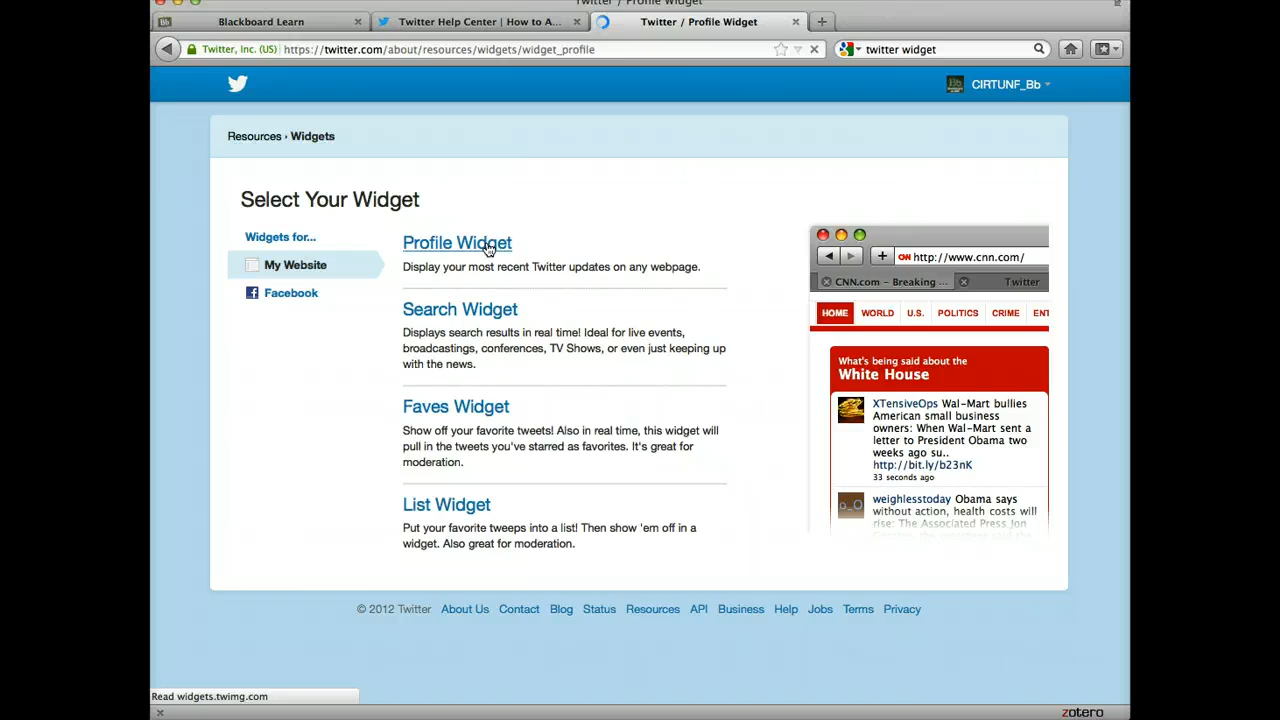 Twitter / Profile Widget
Blackboard Learn
Twitter Help Center | How to A...
Twitter / Profile Widget
Twitter, Inc. (US)
https://twitter.com/about/resources/widgets/widget_profile
twitter widget
CIRTUNF_Bb
Resources › Widgets
Select Your Widget
Widgets for...
My Website
Facebook
Profile Widget
Display your most recent Twitter updates on any webpage.
Search Widget
Displays search results in real time! Ideal for live events,
broadcastings, conferences, TV Shows, or even just keeping up
with the news.
Faves Widget
Show off your favorite tweets! Also in real time, this widget will
pull in the tweets you've starred as favorites. It's great for
moderation.
List Widget
Put your favorite tweeps into a list! Then show 'em off in a
widget. Also great for moderation.
CNN http://www.cnn.com/
CNN.com – Breaking ...
Twitter
HOME WORLD U.S. POLITICS CRIME ENT
What's being said about the
White House
XTensiveOps Wal-Mart bullies
American small business
owners: When Wal-Mart sent a
letter to President Obama two
weeks ago su..
http://bit.ly/b23nK
33 seconds ago
weighlesstoday Obama says
without action, health costs will
rise: The Associated Press Jon
© 2012 Twitter About Us Contact Blog Status Resources API Business Help Jobs Terms Privacy
Read widgets.twimg.com
zotero